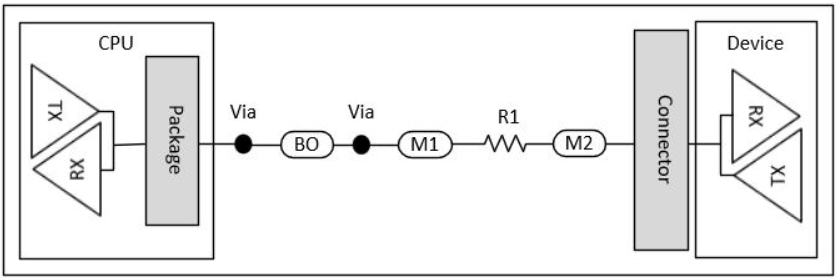 CPU
Device
TX
RX
Package
Via
BO
Via
M1
R1
M2
Connector
RX
TX